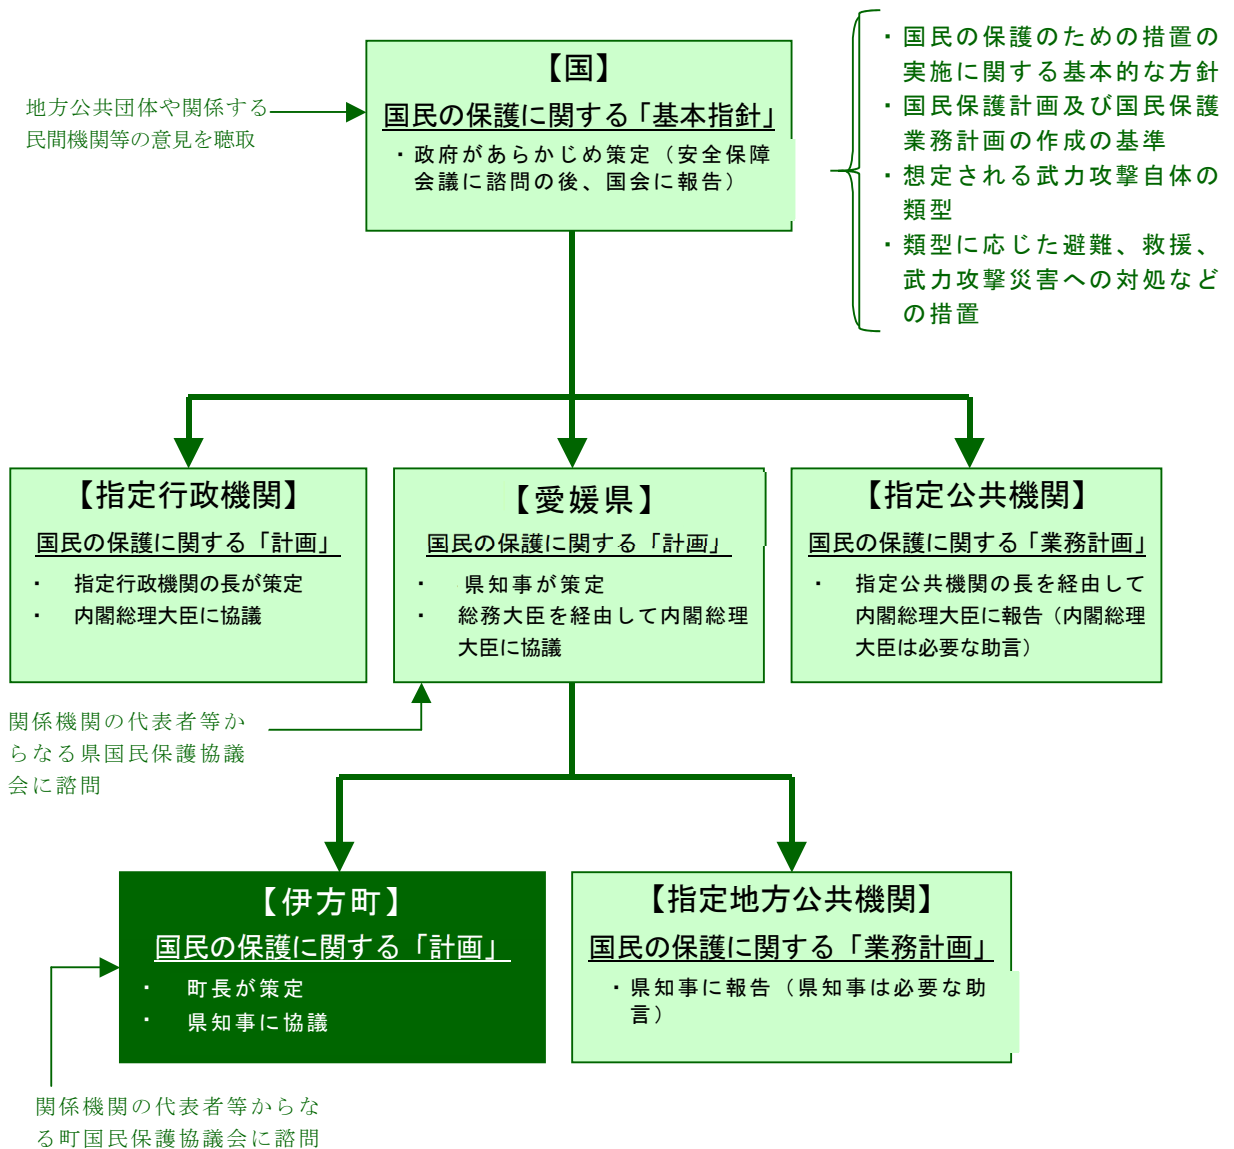 地方公共団体や関係する
民間機関等の意見を聴取
【国】
国民の保護に関する「基本指針」
・政府があらかじめ策定（安全保障
会議に諮問の後、国会に報告）
・国民の保護のための措置の
実施に関する基本的な方針
・国民保護計画及び国民保護
業務計画の作成の基準
・想定される武力攻撃自体の
類型
・類型に応じた避難、救援、
武力攻撃災害への対処など
の措置
【指定行政機関】
国民の保護に関する「計画」
・ 指定行政機関の長が策定
・ 内閣総理大臣に協議
【愛媛県】
国民の保護に関する「計画」
・ 県知事が策定
・ 総務大臣を経由して内閣総理
大臣に協議
【指定公共機関】
国民の保護に関する「業務計画」
・ 指定公共機関の長を経由して
内閣総理大臣に報告（内閣総理
大臣は必要な助言）
関係機関の代表者等か
らなる県国民保護協議
会に諮問
【伊方町】
国民の保護に関する「計画」
・ 町長が策定
・ 県知事に協議
【指定地方公共機関】
国民の保護に関する「業務計画」
・県知事に報告（県知事は必要な助
言）
関係機関の代表者等からな
る町国民保護協議会に諮問